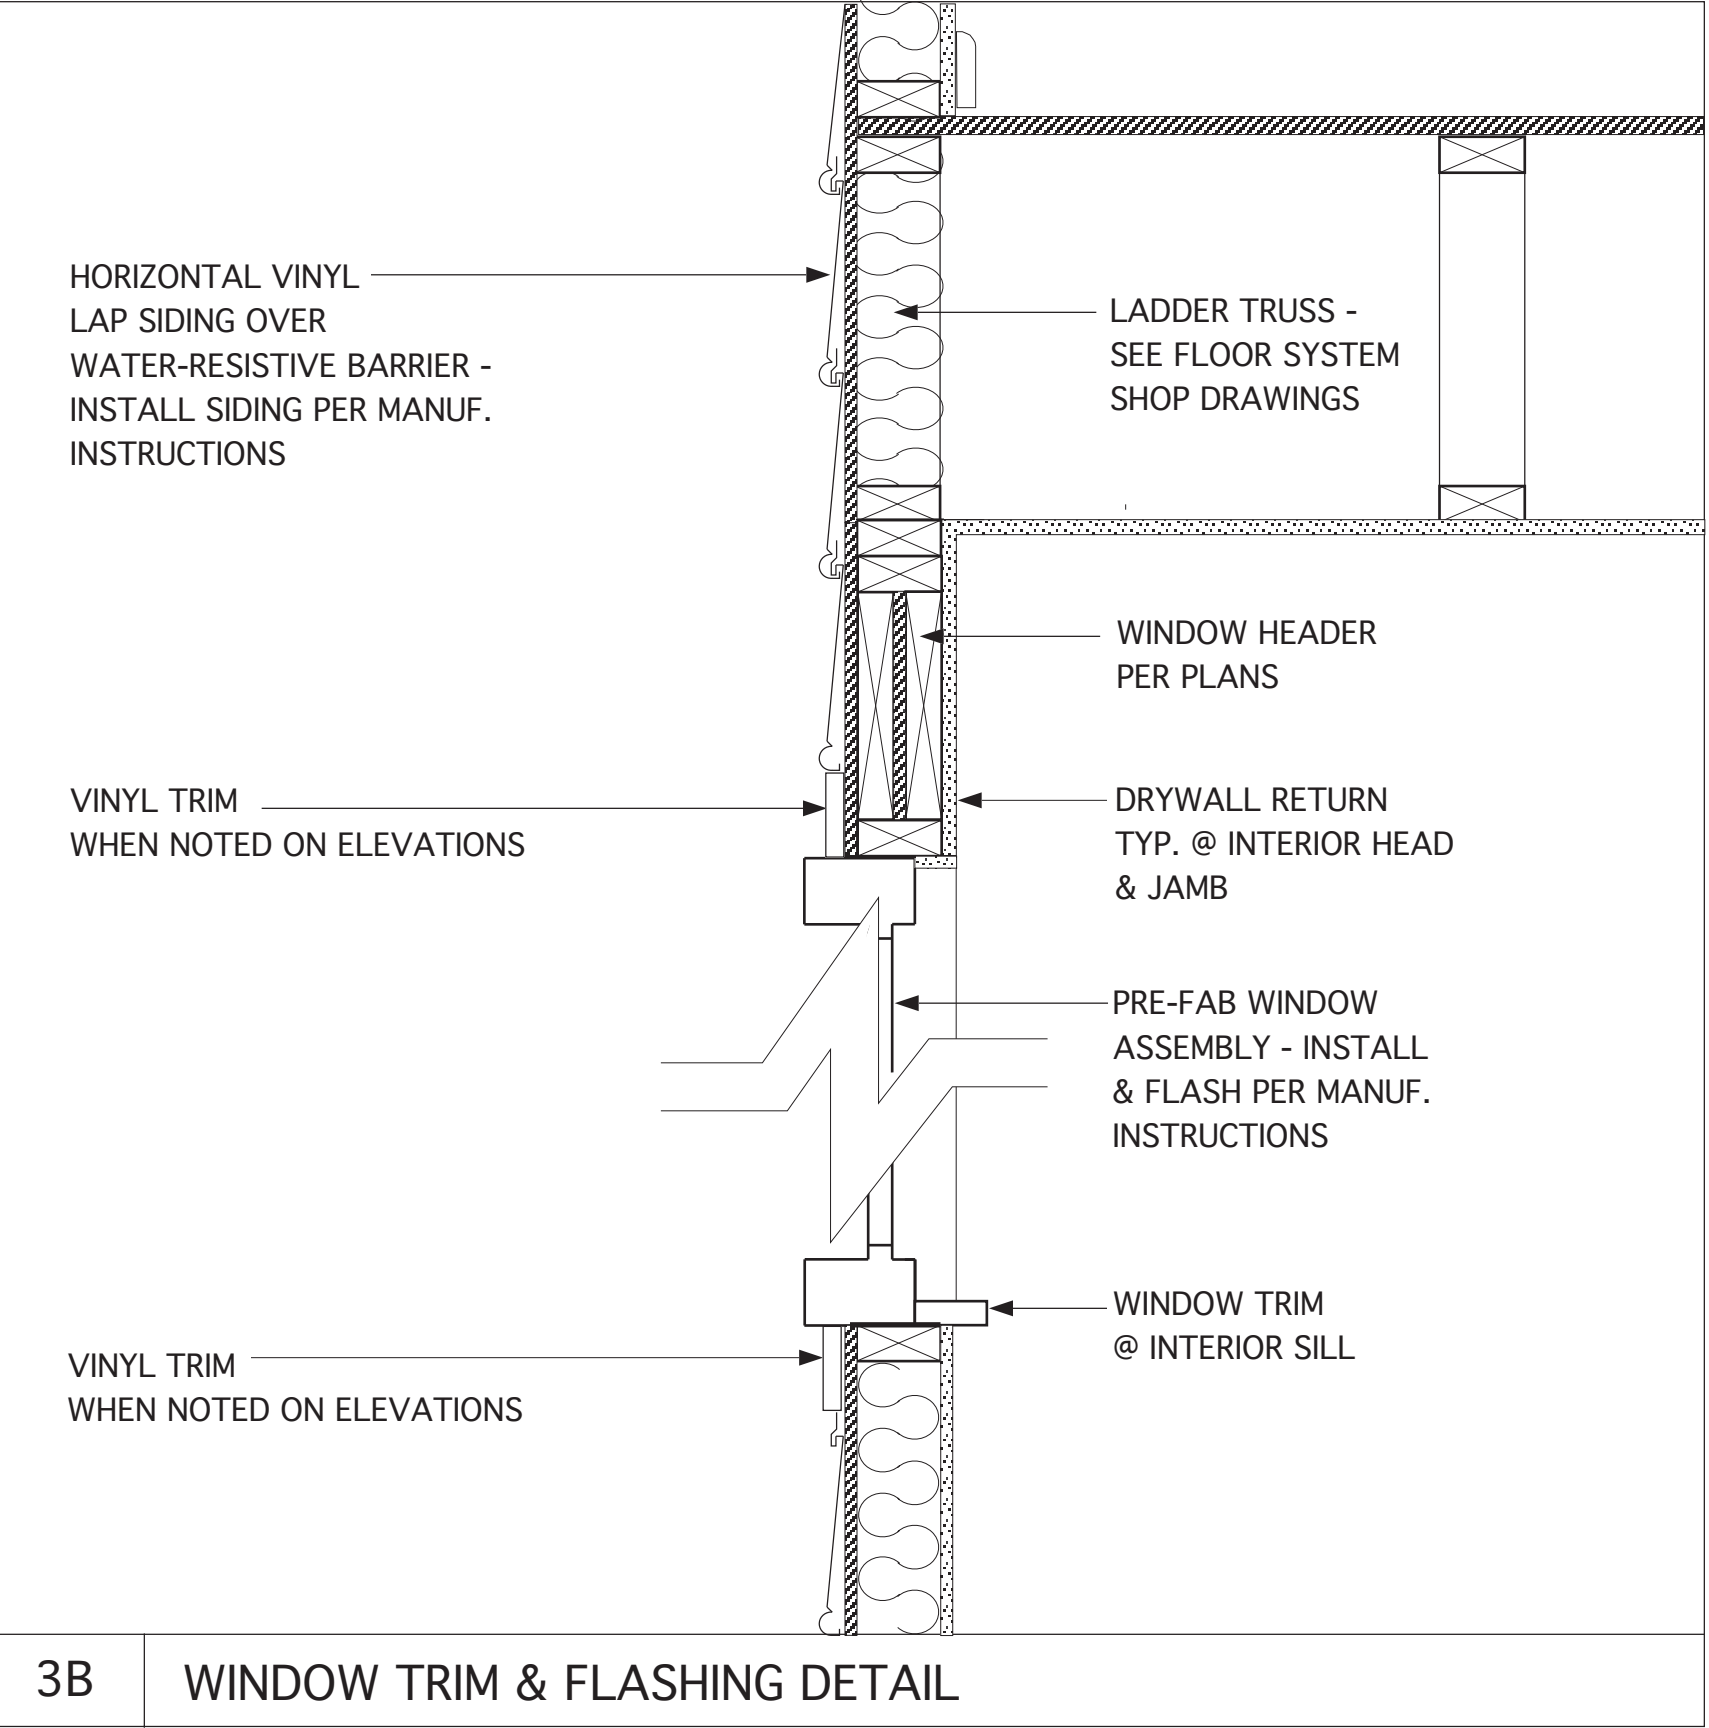 HORIZONTAL VINYL
LAP SIDING OVER
WATER-RESISTIVE BARRIER -
INSTALL SIDING PER MANUF.
INSTRUCTIONS
LADDER TRUSS -
SEE FLOOR SYSTEM
SHOP DRAWINGS
WINDOW HEADER
PER PLANS
VINYL TRIM
WHEN NOTED ON ELEVATIONS
DRYWALL RETURN
TYP. @ INTERIOR HEAD
& JAMB
PRE-FAB WINDOW
ASSEMBLY - INSTALL
& FLASH PER MANUF.
INSTRUCTIONS
WINDOW TRIM
@ INTERIOR SILL
VINYL TRIM
WHEN NOTED ON ELEVATIONS
3B
WINDOW TRIM & FLASHING DETAIL